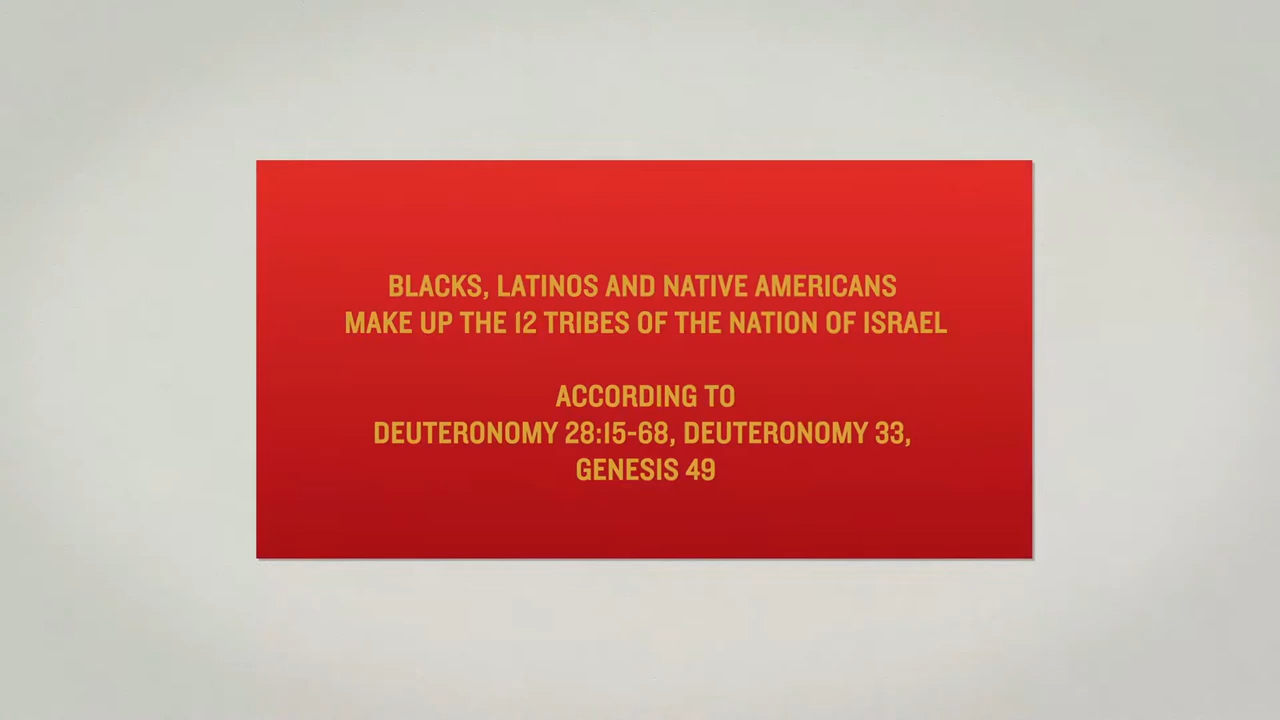 BLACKS, LATINOS AND NATIVE AMERICANS
MAKE UP THE 12 TRIBES OF THE NATION OF ISRAEL
ACCORDING TO
DEUTERONOMY 28:15-68, DEUTERONOMY 33,
GENESIS 49